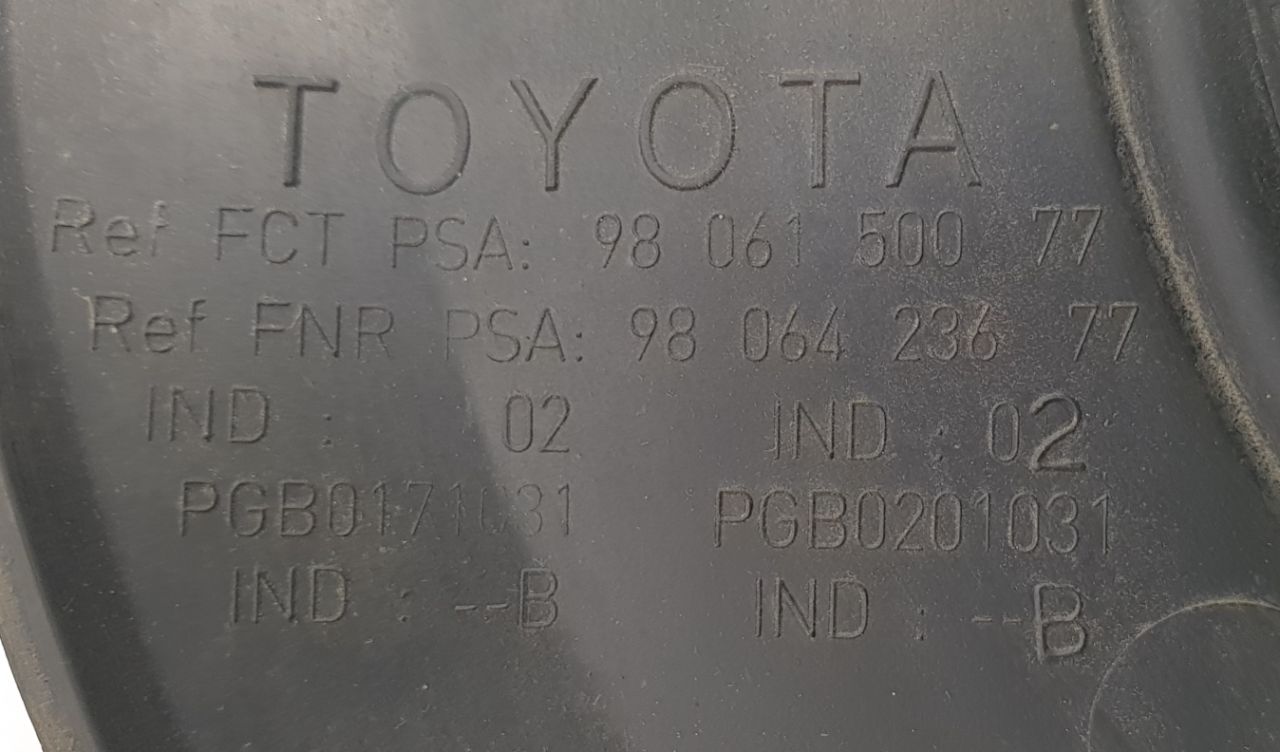 TOYOTA
Ref FCT PSA: 98 061 500 77
Ref FNR PSA: 98 064 236 77
IND : 02 IND : 02
PGB0171031 PGB0201031
IND : --B IND : --B